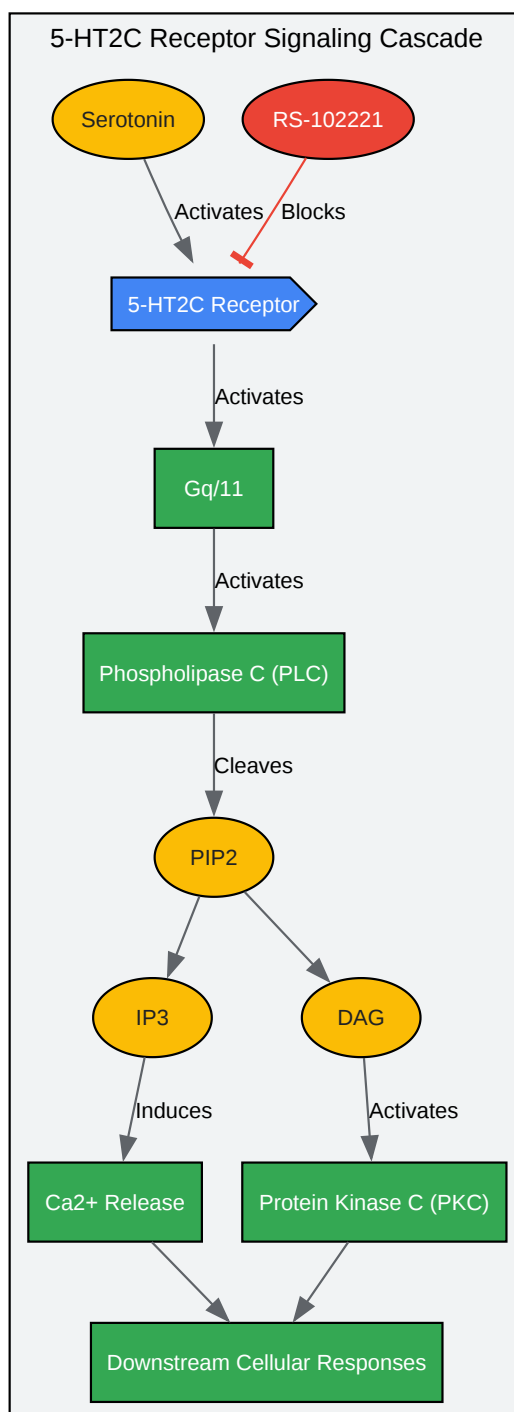 5-HT2C Receptor Signaling Cascade
Serotonin
RS-102221
Activates
Blocks
5-HT2C Receptor
Activates
Gq/11
Activates
Phospholipase C (PLC)
Cleaves
PIP2
IP3
DAG
Induces
Activates
Ca2+ Release
Protein Kinase C (PKC)
Downstream Cellular Responses